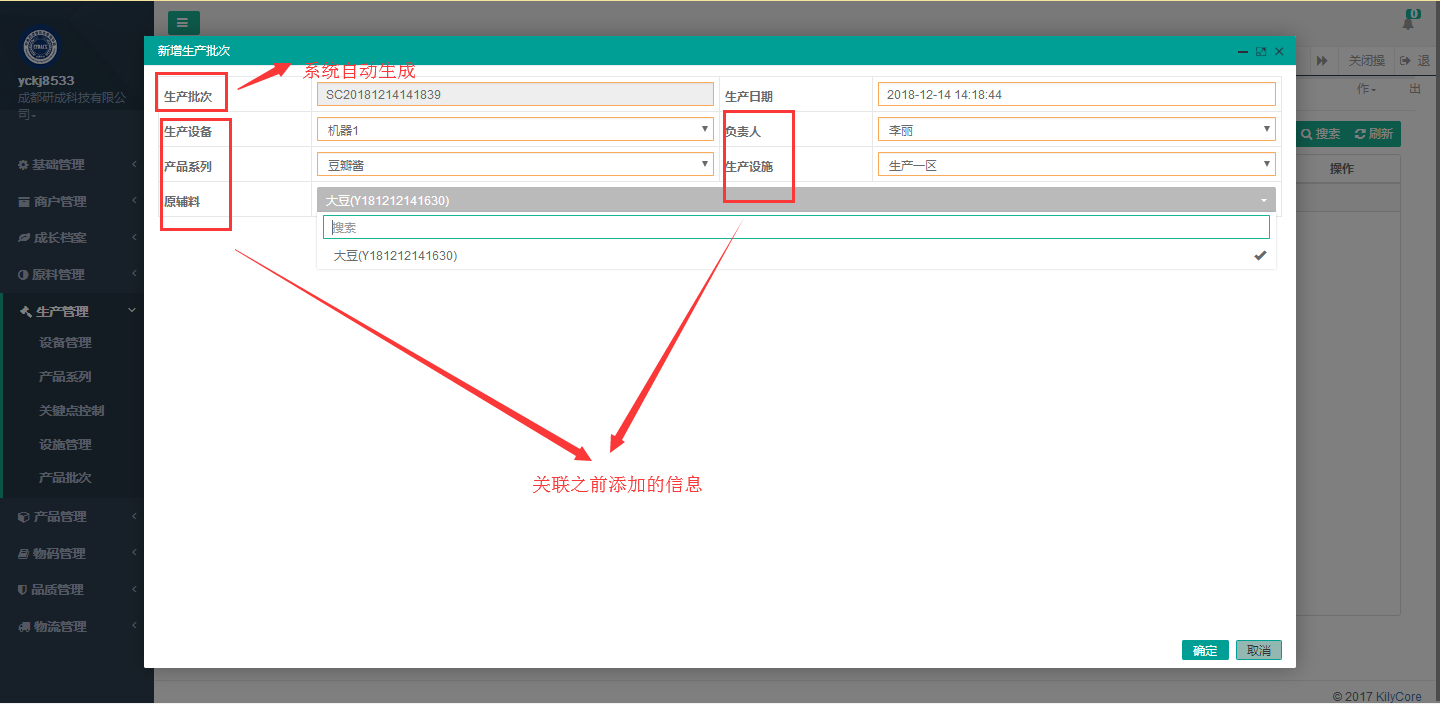 yckj8533
成都研成科技有限公
司-
基础管理
商户管理
成长档案
原料管理
生产管理
设备管理
产品系列
关键点控制
设施管理
产品批次
产品管理
物码管理
品质管理
物流管理
0
关闭操
作-
退
出
搜索 刷新
操作
新增生产批次
系统自动生成
生产批次 SC20181214141839 生产日期 2018-12-14 14:18:44
生产设备 机器1 负责人 李丽
产品系列 豆瓣酱 生产设施 生产一区
原辅料 大豆(Y181212141630)
搜索
大豆(Y181212141630)
关联之前添加的信息
确定 取消
© 2017 KilyCore